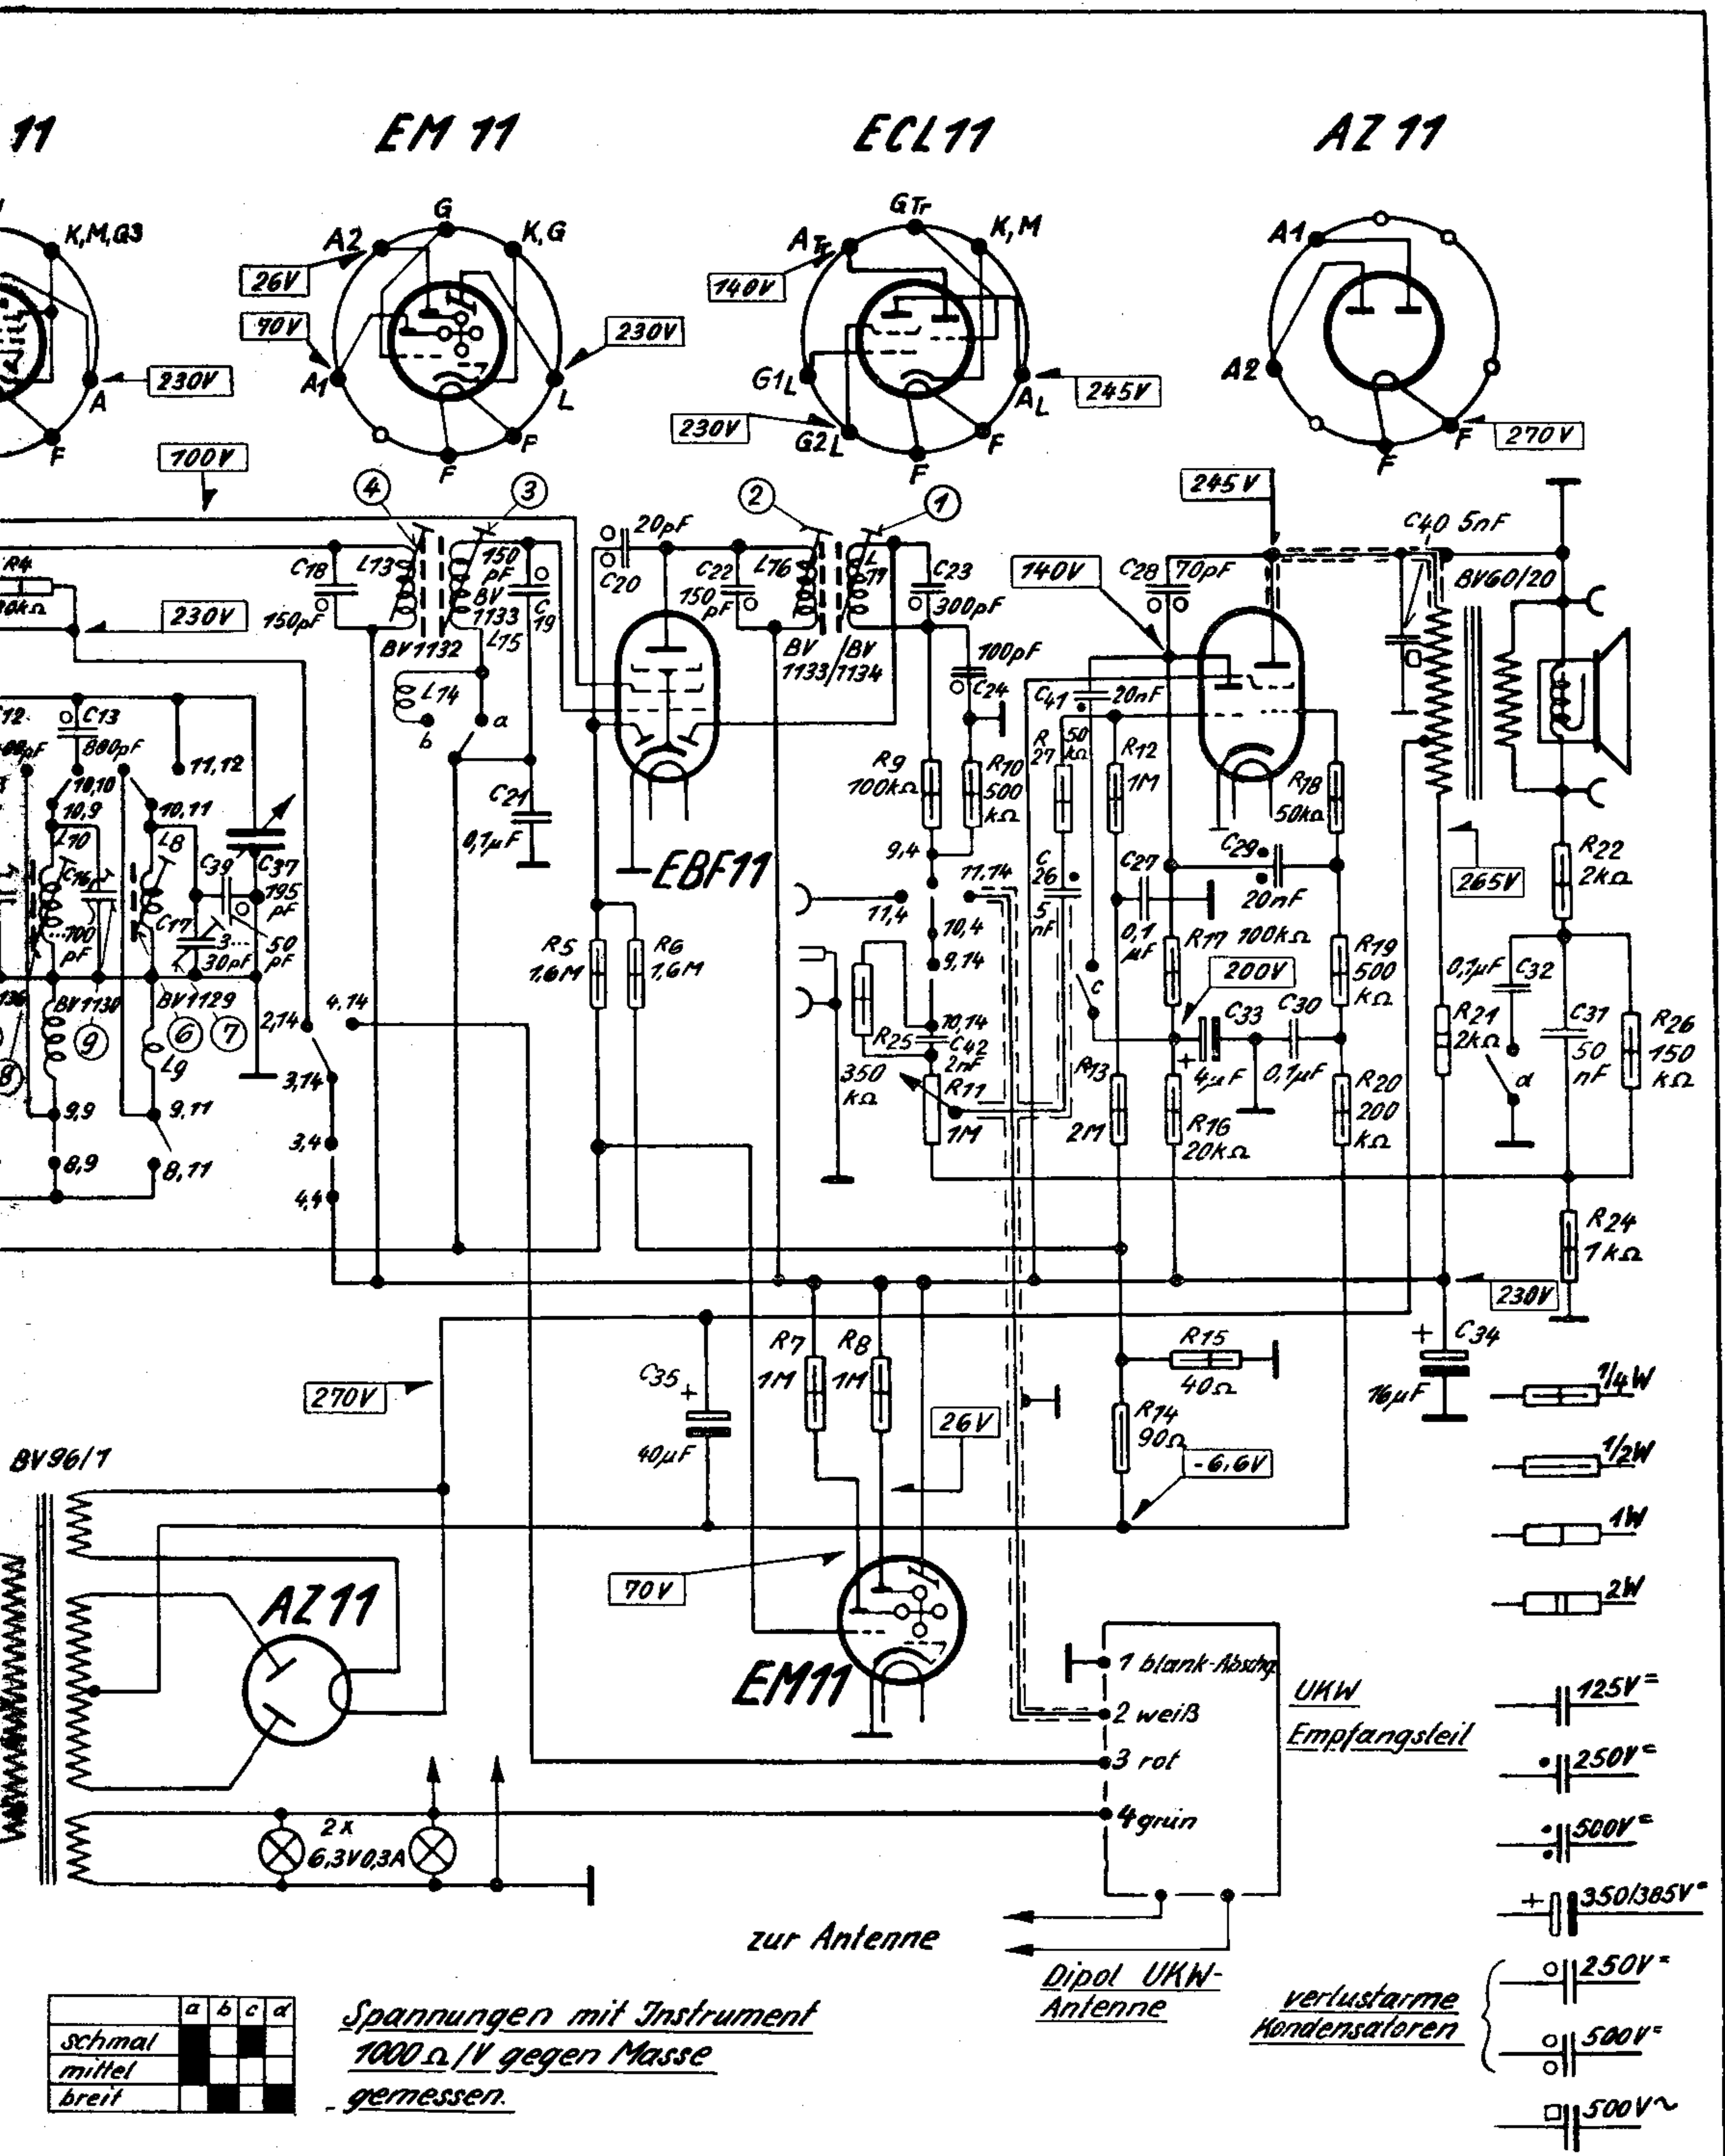 11
EM 11
ECL11
AZ 11
K,M,G3
A
F
230V
100V
G
A2
K,G
26V
70V
230V
A1
L
F
F
GTr
ATr
K,M
140V
G1L
AL
245V
230V
G2L
F
F
A1
A2
F
F
270V
245V
4
3
2
1
R4
230V
C18
150pF
L13
BV1132
150
pF
BV
1133
C
19
L15
L14
b
a
20pF
C20
C22
150
pF
L16
BV
1133/
BV
1134
C23
300pF
100pF
C24
140V
C28
70pF
C40 5nF
BV60/20
C41
20nF
R
27
50
kΩ
R12
1M
R18
50kΩ
C13
800pF
11,12
10,10
10,9
10,11
L10
L8
C39
C37
195
pF
C16
...100
pF
C17
3...
30pF
50
pF
C21
0,1µF
EBF11
R9
100kΩ
R10
500
kΩ
9,4
11,14
11,4
10,4
9,14
C
26
5
nF
C27
0,1
µF
C29
20nF
265V
R22
2kΩ
R5
1,6M
R6
1,6M
R17 100kΩ
200V
R19
500
kΩ
0,1µF
C32
BV1130
9
BV1129
6
7
4,14
2,14
L9
8
3,14
R25
350
kΩ
10,14
C42
2nF
R11
1M
c
R13
2M
C33
4µF
C30
0,1µF
R21
2kΩ
C31
50
nF
R26
150
kΩ
d
9,9
9,11
3,4
8,9
8,11
4,4
R16
20kΩ
R20
200
kΩ
R24
1kΩ
230V
R7
1M
R8
1M
R15
40Ω
C34
16µF
C35
40µF
270V
26V
R14
90Ω
-6,6V
1/4W
1/2W
1W
2W
BV96/1
AZ11
70V
EM11
1 blank-Abschg.
2 weiß
3 rot
4 grün
UKW
Empfangsteil
125V=
250V=
500V=
350/385V=
2x
6,3V 0,3A
zur Antenne
Dipol UKW-
Antenne
verlustarme
Kondensatoren
250V=
500V=
500V~
a b c d
schmal
mittel
breit
Spannungen mit Instrument
1000Ω/V gegen Masse
gemessen.